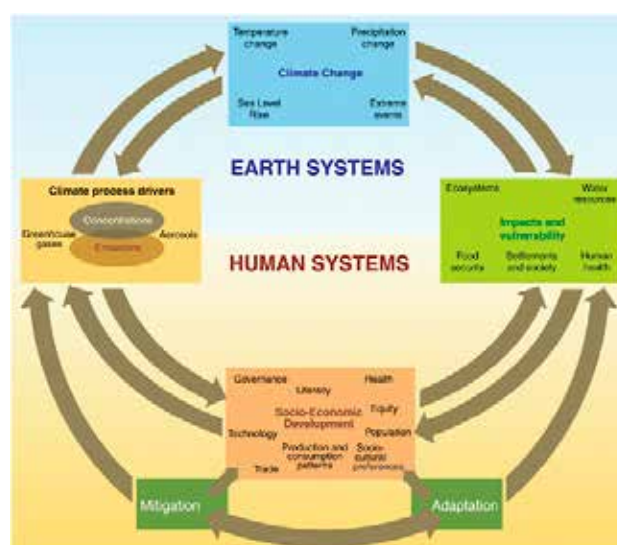 Temperature
change
Precipitation
change
Climate Change
Sea Level
Rise
Extreme
events
EARTH SYSTEMS
Climate process drivers
Concentrations
Greenhouse
gases
Aerosols
Emissions
Ecosystems
Water
resources
Impacts and
vulnerability
Food
security
Settlements
and society
Human
health
HUMAN SYSTEMS
Governance
Health
Literacy
Equity
Socio-Economic
Development
Technology
Population
Production and
consumption
patterns
Socio-
cultural
preferences
Trade
Mitigation
Adaptation